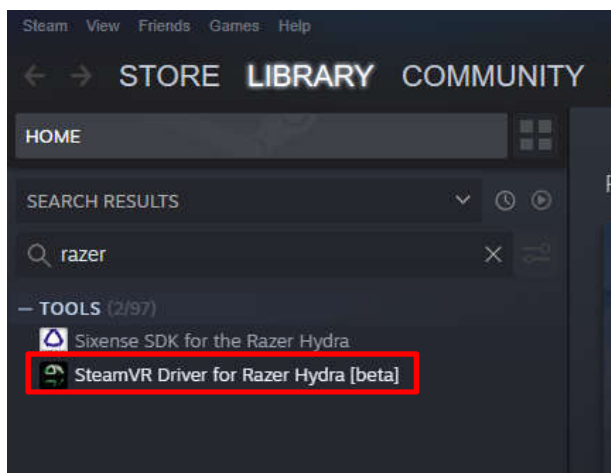 Steam View Friends Games Help
STORE LIBRARY COMMUNITY
HOME
SEARCH RESULTS
razer
— TOOLS (2/97)
Sixense SDK for the Razer Hydra
SteamVR Driver for Razer Hydra [beta]